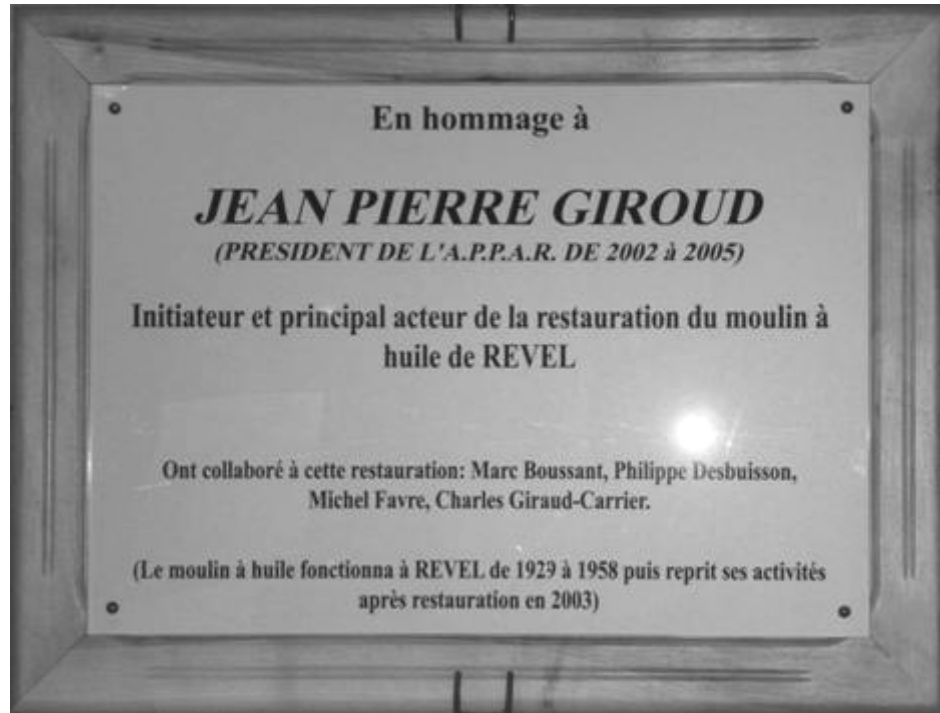 En hommage à
JEAN PIERRE GIROUD
(PRESIDENT DE L'A.P.P.A.R. DE 2002 à 2005)
Initiateur et principal acteur de la restauration du moulin à
huile de REVEL
Ont collaboré à cette restauration: Marc Boussant, Philippe Desbuisson,
Michel Favre, Charles Giraud-Carrier.
(Le moulin à huile fonctionna à REVEL de 1929 à 1958 puis reprit ses activités
après restauration en 2003)